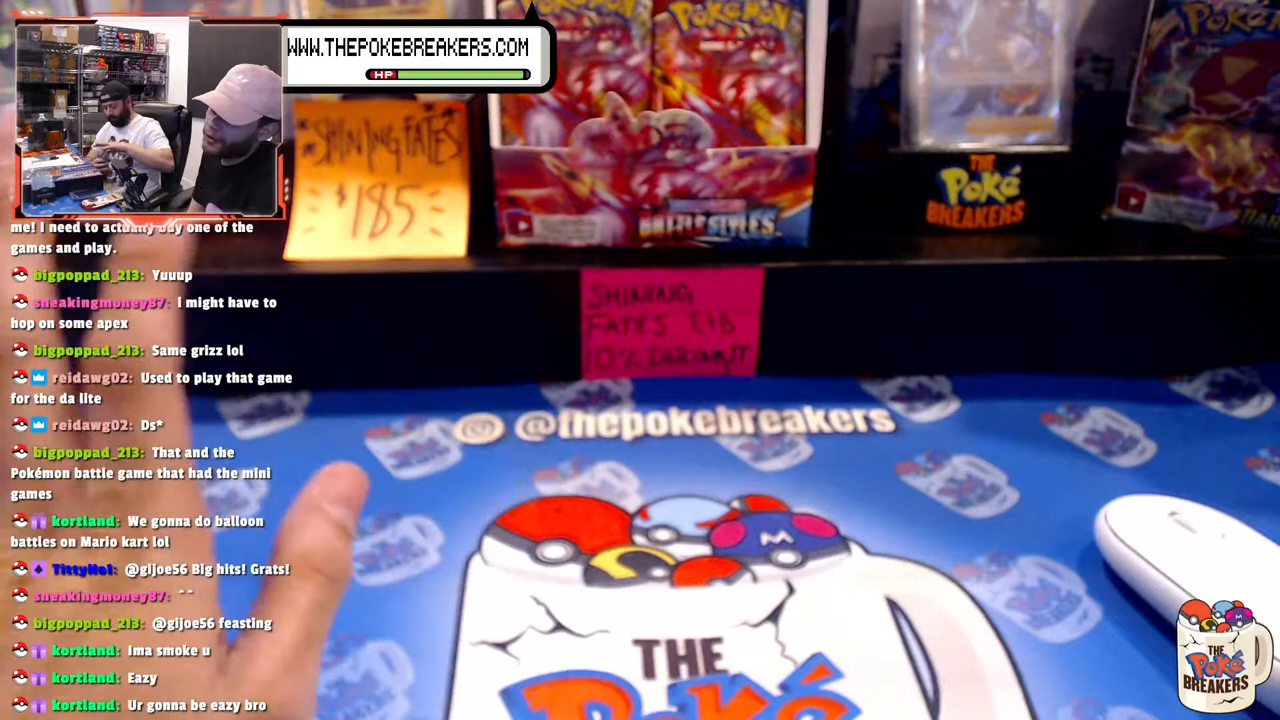 WWW.THEPOKEBREAKERS.COM
HP
Pokémon
Pokémon
SHINING FATES
$185
BATTLE STYLES
THE
Poké
BREAKERS
SHINING
FATES ETB
10% DISCOUNT
@thepokebreakers
M
THE
Poké
me! I need to actually buy one of the
games and play.
bigpoppad_213: Yuuup
sneakingmoney87: i might have to
hop on some apex
bigpoppad_213: Same grizz lol
reidawg02: Used to play that game
for the da lite
reidawg02: Ds*
bigpoppad_213: That and the
Pokémon battle game that had the mini
games
kortland: We gonna do balloon
battles on Mario kart lol
TittyNo1: @gijoe56 Big hits! Grats!
sneakingmoney87: ^^
bigpoppad_213: @gijoe56 feasting
kortland: Ima smoke u
kortland: Eazy
kortland: Ur gonna be eazy bro
THE
Poké
BREAKERS